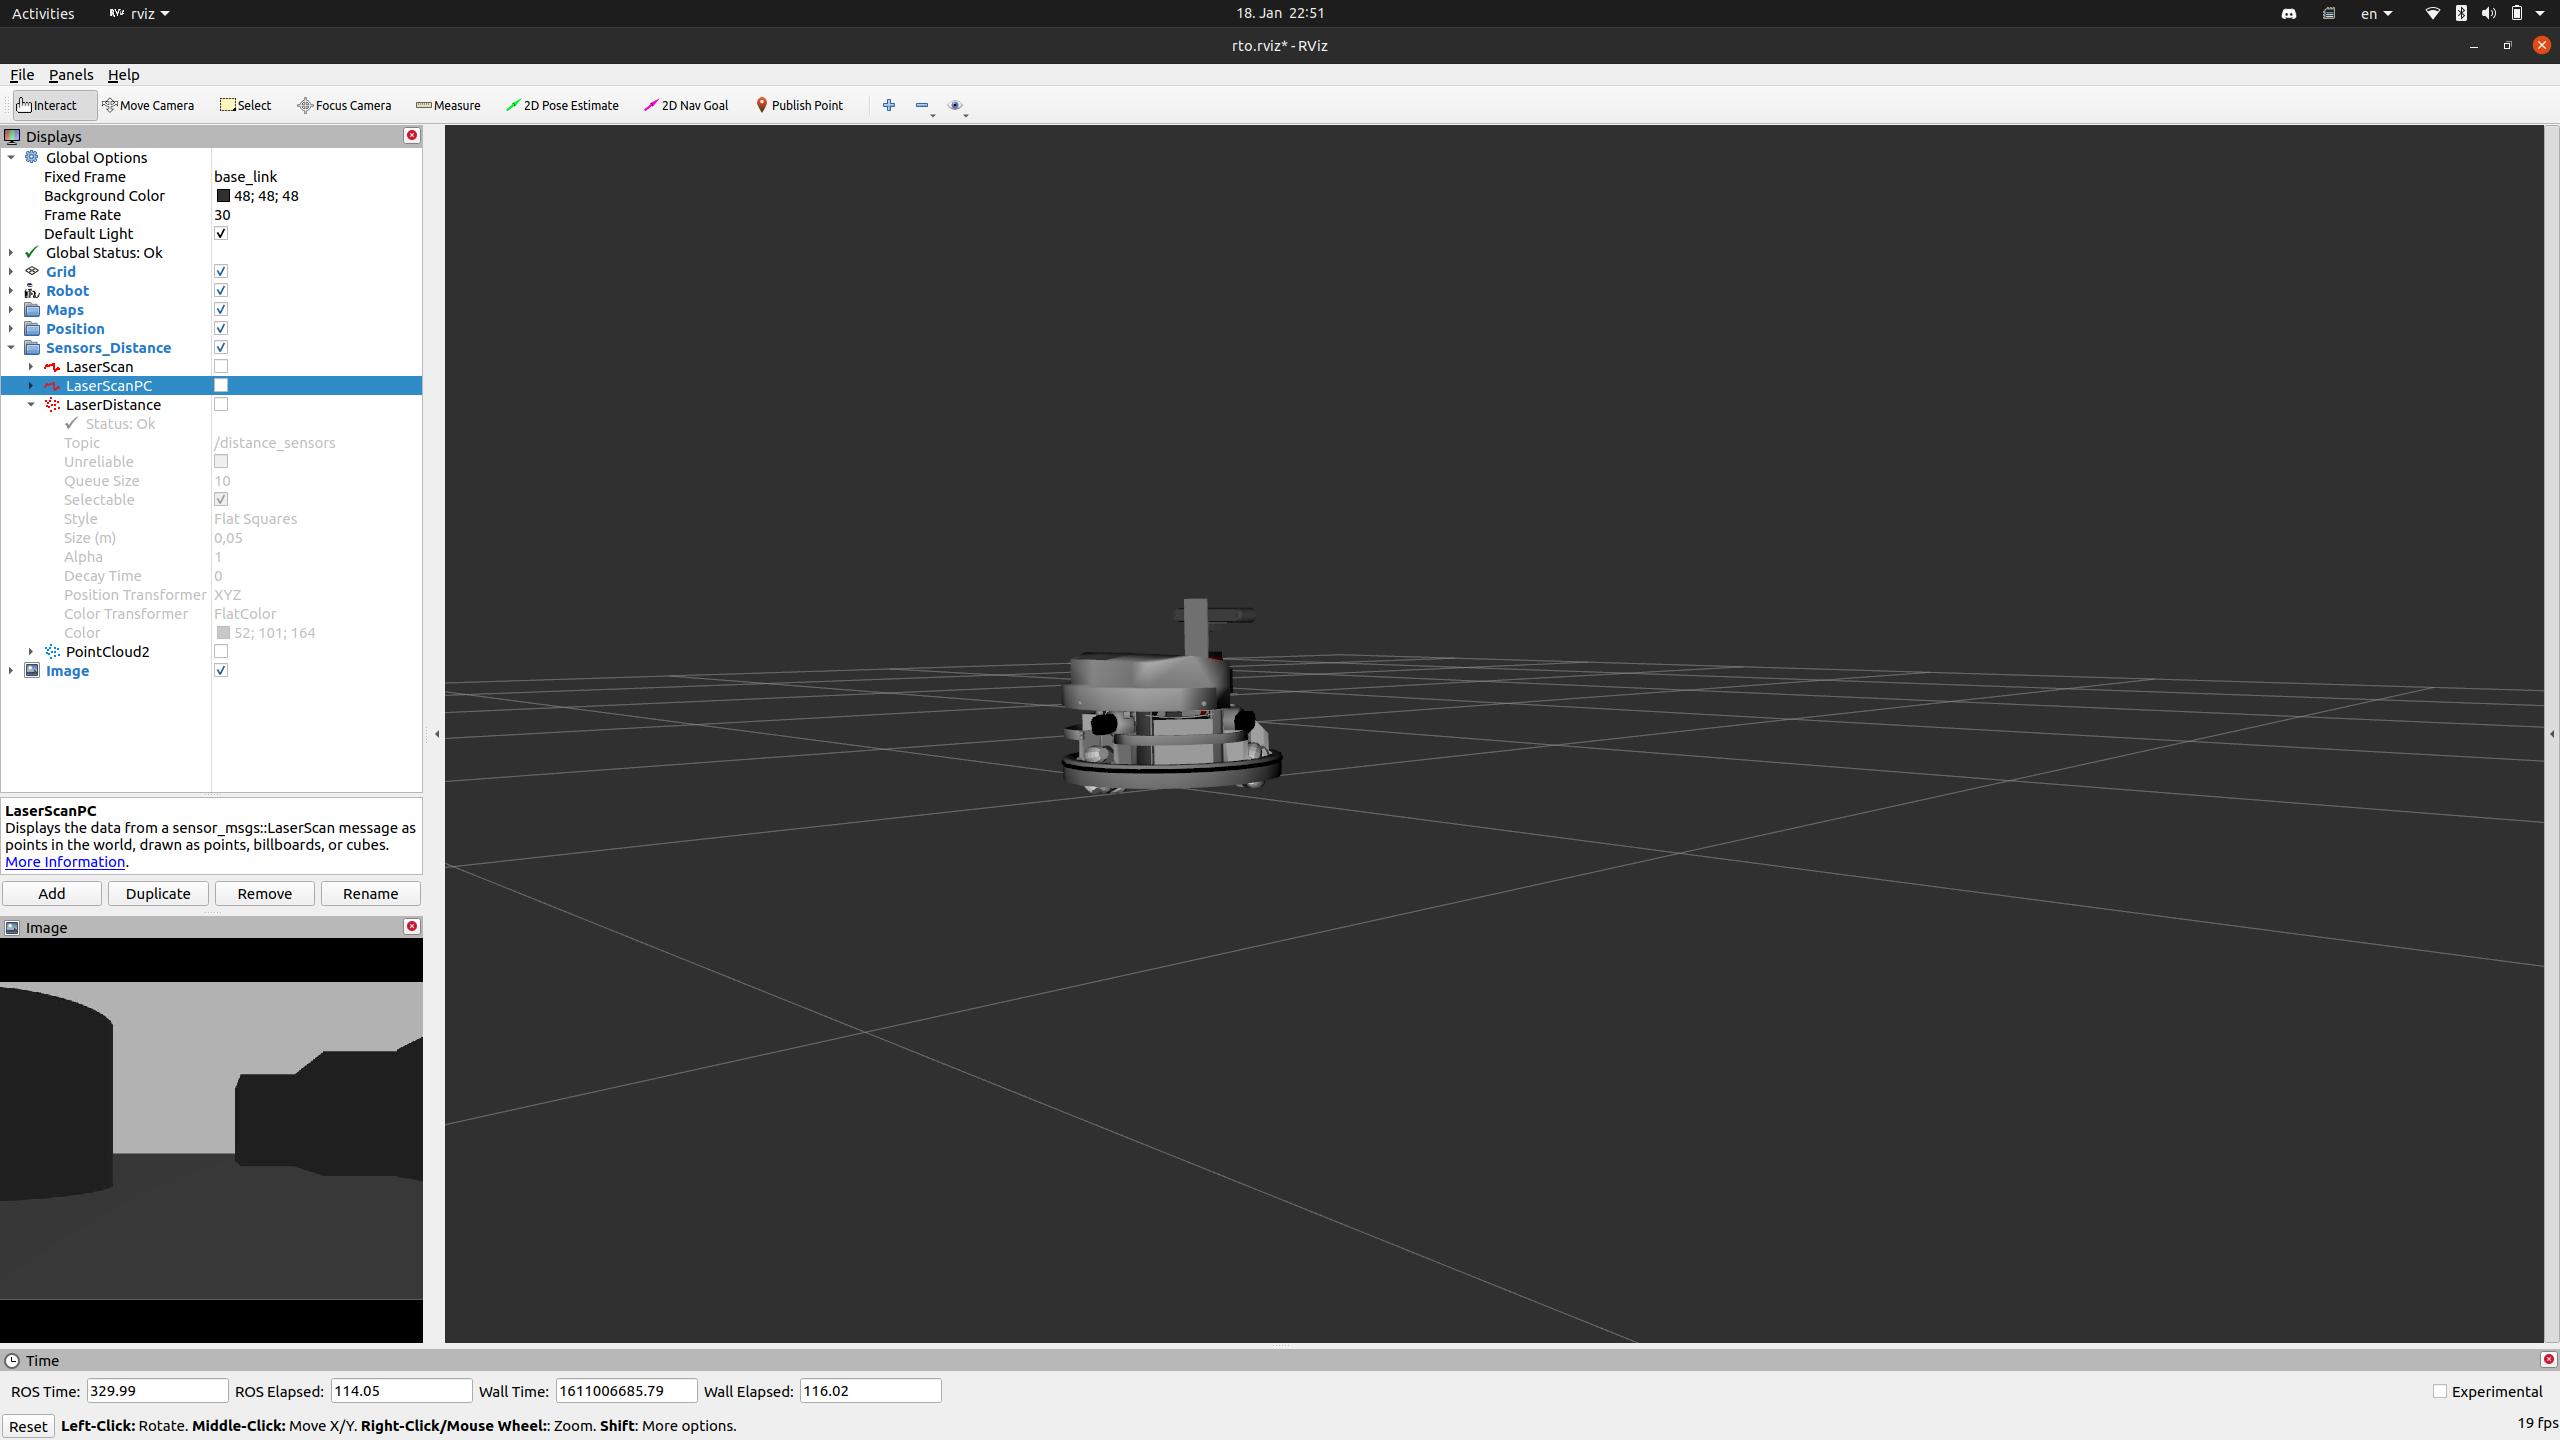 Activities rviz 18. Jan 22:51 en
rto.rviz* - RViz
File Panels Help
Interact Move Camera Select Focus Camera Measure 2D Pose Estimate 2D Nav Goal Publish Point
Displays
Global Options
Fixed Frame base_link
Background Color 48; 48; 48
Frame Rate 30
Default Light
Global Status: Ok
Grid
Robot
Maps
Position
Sensors_Distance
LaserScan
LaserScanPC
LaserDistance
Status: Ok
Topic /distance_sensors
Unreliable
Queue Size 10
Selectable
Style Flat Squares
Size (m) 0,05
Alpha 1
Decay Time 0
Position Transformer XYZ
Color Transformer FlatColor
Color 52; 101; 164
PointCloud2
Image
LaserScanPC
Displays the data from a sensor_msgs::LaserScan message as
points in the world, drawn as points, billboards, or cubes.
More Information.
Add Duplicate Remove Rename
Image
Time
ROS Time: 329.99 ROS Elapsed: 114.05 Wall Time: 1611006685.79 Wall Elapsed: 116.02 Experimental
Reset Left-Click: Rotate. Middle-Click: Move X/Y. Right-Click/Mouse Wheel:: Zoom. Shift: More options. 19 fps